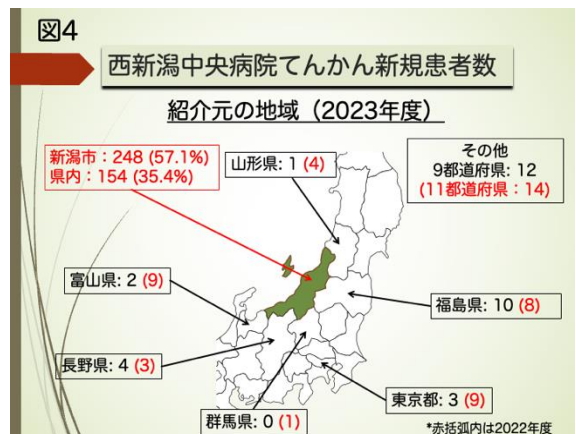 図4
西新潟中央病院てんかん新規患者数
紹介元の地域（2023年度）
新潟市：248 (57.1%)
県内：154 (35.4%)
山形県：1 (4)
その他
9都道府県：12
(11都道府県：14)
富山県: 2 (9)
福島県: 10 (8)
長野県: 4 (3)
東京都: 3 (9)
群馬県: 0 (1)
*赤括弧内は2022年度